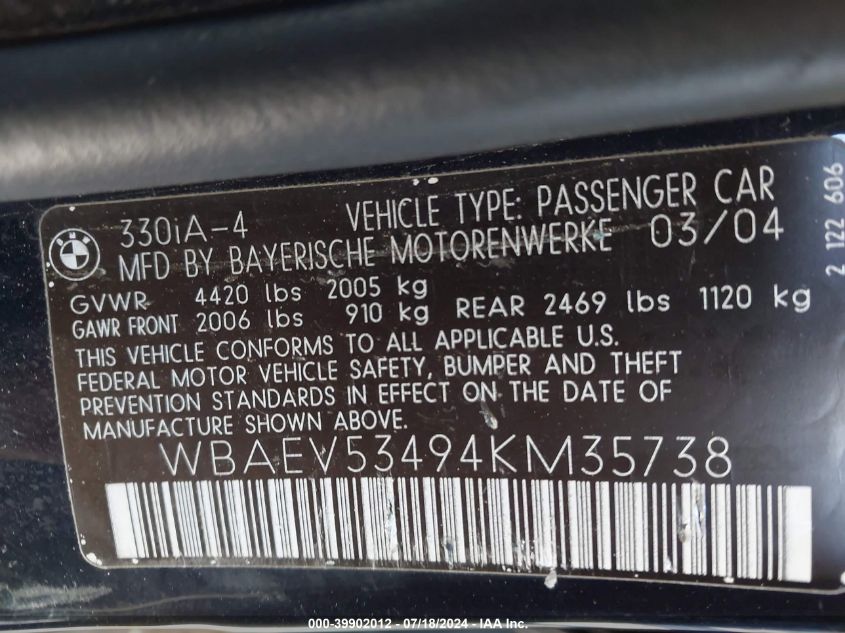 BMW
330iA-4 VEHICLE TYPE: PASSENGER CAR
MFD BY BAYERISCHE MOTORENWERKE 03/04
GVWR 4420 lbs 2005 kg
GAWR FRONT 2006 lbs 910 kg REAR 2469 lbs 1120 kg
THIS VEHICLE CONFORMS TO ALL APPLICABLE U.S.
FEDERAL MOTOR VEHICLE SAFETY, BUMPER AND THEFT
PREVENTION STANDARDS IN EFFECT ON THE DATE OF
MANUFACTURE SHOWN ABOVE.
WBAEV53494KM35738
2 122 606
000-39902012 - 07/18/2024 - IAA Inc.